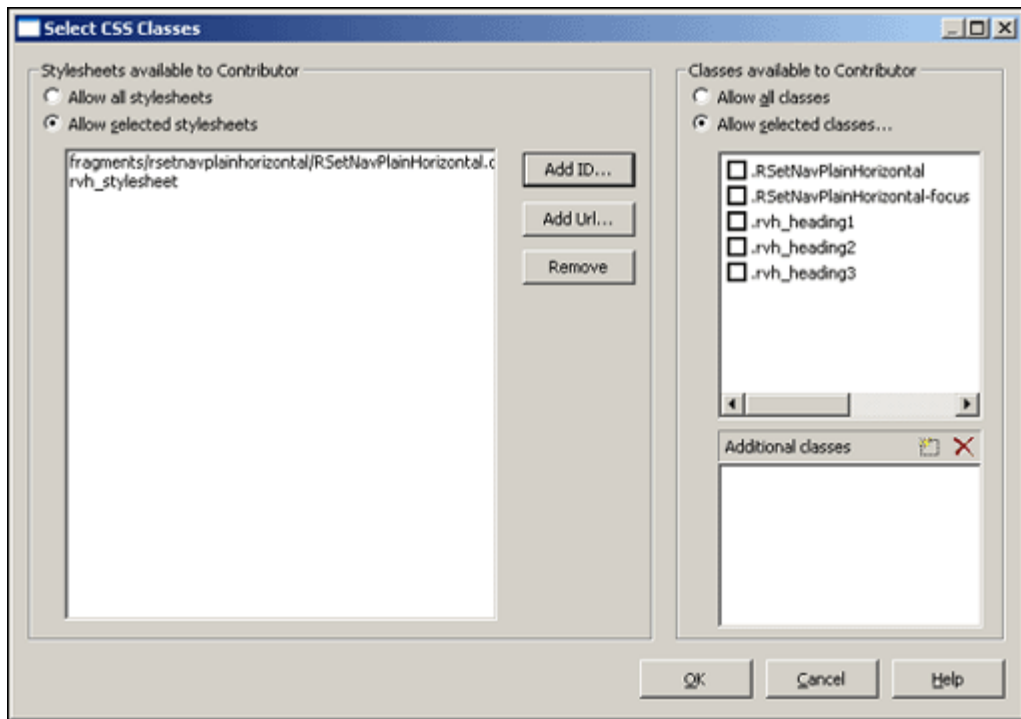 Select CSS Classes
Stylesheets available to Contributor
Allow all stylesheets
Allow selected stylesheets
fragments/rsetnavplainhorizontal/RSetNavPlainHorizontal.c
rvh_stylesheet
Add ID...
Add Url...
Remove
Classes available to Contributor
Allow all classes
Allow selected classes...
.RSetNavPlainHorizontal
.RSetNavPlainHorizontal-focus
.rvh_heading1
.rvh_heading2
.rvh_heading3
Additional classes
OK
Cancel
Help